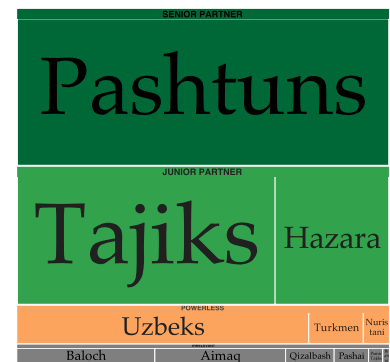 SENIOR PARTNER
Pashtuns
JUNIOR PARTNER
Tajiks
Hazara
POWERLESS
Uzbeks
Turkmen
Nuris
tani
Baloch
Aimaq
Qizalbash
Pashai